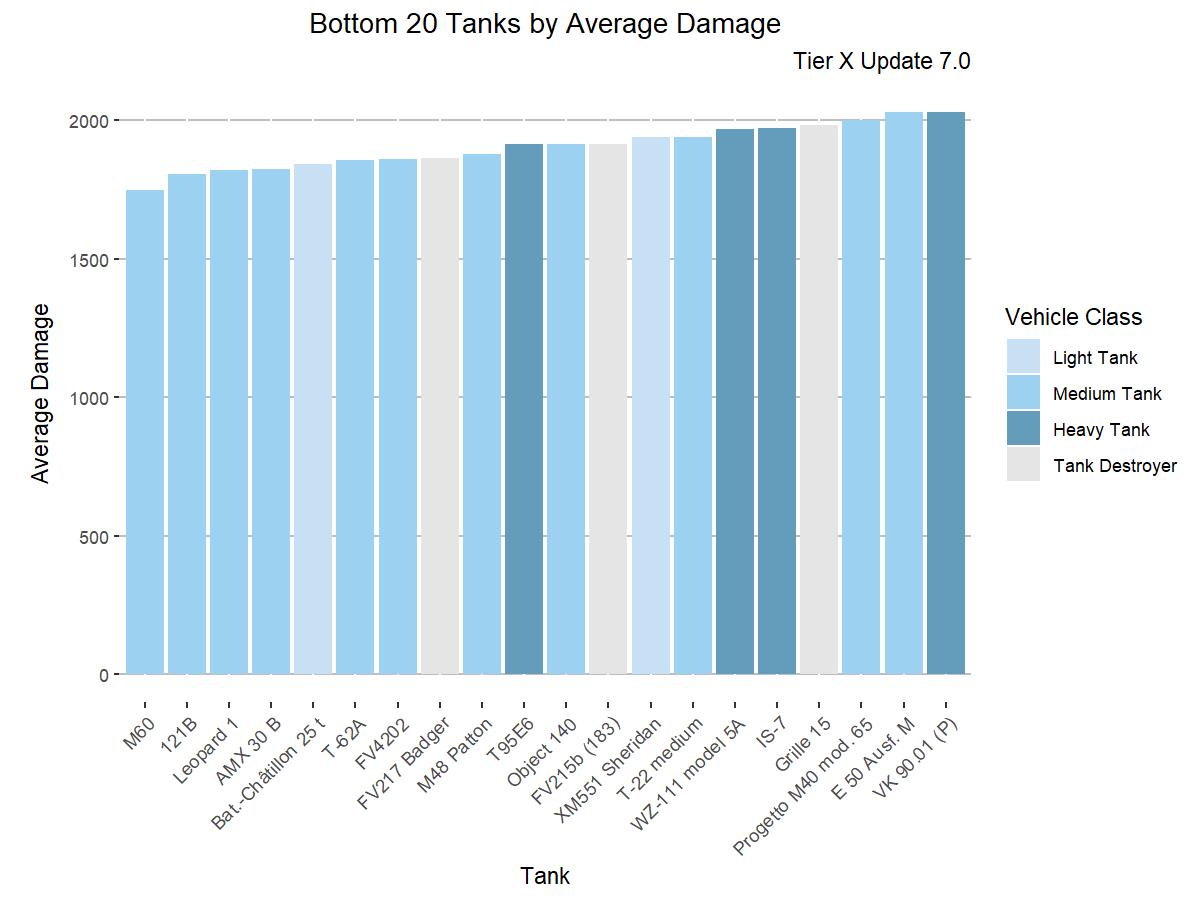 Bottom 20 Tanks by Average Damage
Tier X Update 7.0
Average Damage
2000
1500
1000
500
0
M60
121B
Leopard 1
AMX 30 B
Bat.-Châtillon 25 t
T-62A
FV4202
FV217 Badger
M48 Patton
T95E6
Object 140
FV215b (183)
XM551 Sheridan
T-22 medium
WZ-111 model 5A
IS-7
Grille 15
Progetto M40 mod. 65
E 50 Ausf. M
VK 90.01 (P)
Tank
Vehicle Class
Light Tank
Medium Tank
Heavy Tank
Tank Destroyer